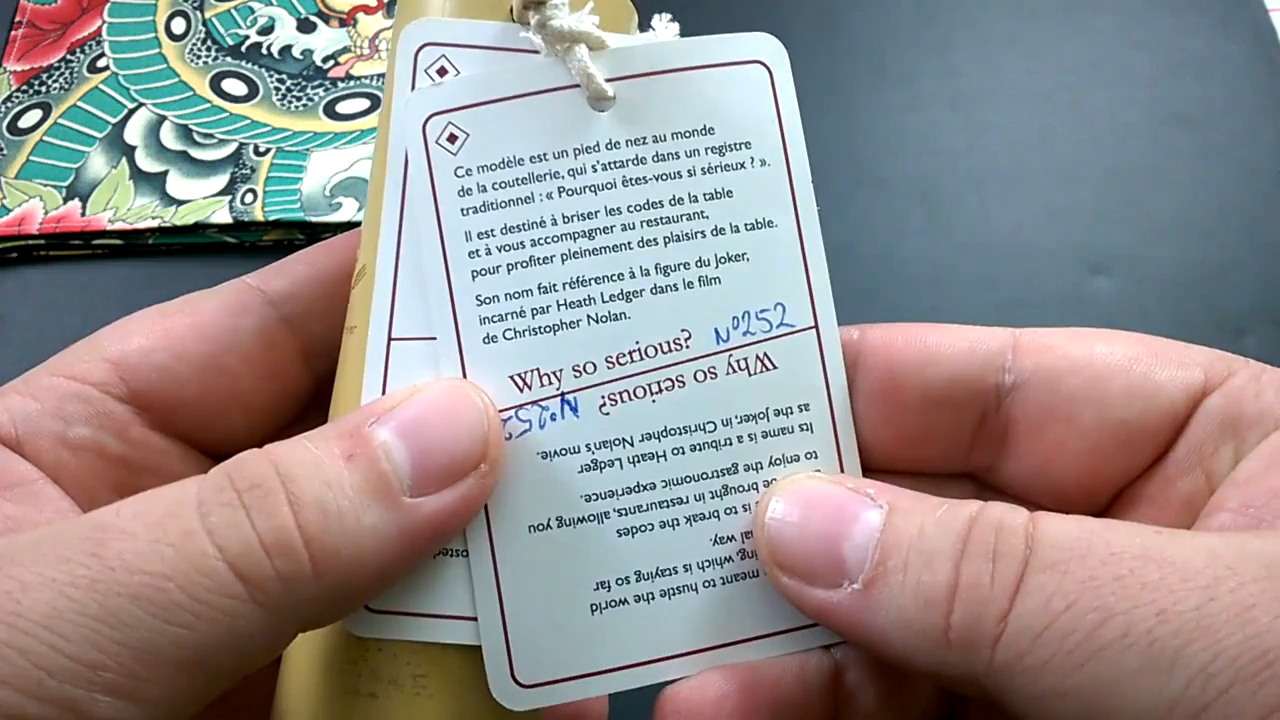 Ce modèle est un pied de nez au monde
de la coutellerie, qui s'attarde dans un registre
traditionnel : « Pourquoi êtes-vous si sérieux ? ».
Il est destiné à briser les codes de la table
et à vous accompagner au restaurant,
pour profiter pleinement des plaisirs de la table.
Son nom fait référence à la figure du Joker,
incarné par Heath Ledger dans le film
de Christopher Nolan.
Why so serious? N°252
Why so serious? N°252
as the Joker, in Christopher Nolan's movie.
Its name is a tribute to Heath Ledger
to enjoy the gastronomic experience.
brought in restaurants, allowing you
is to break the codes
way.
which is staying so far
meant to hustle the world